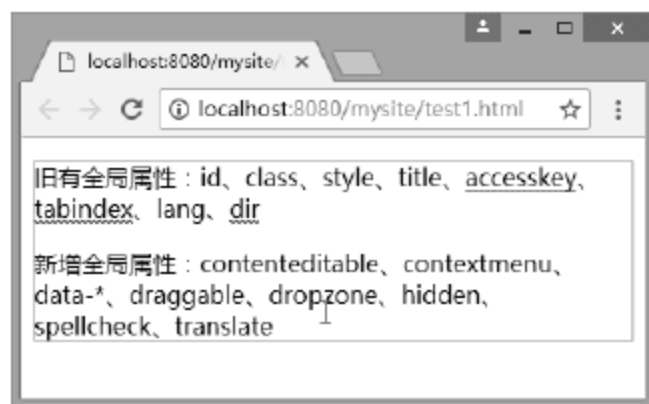 localhost:8080/mysite/
localhost:8080/mysite/test1.html
旧有全局属性：id、class、style、title、accesskey、
tabindex、lang、dir
新增全局属性：contenteditable、contextmenu、
data-*、draggable、dropzone、hidden、
spellcheck、translate